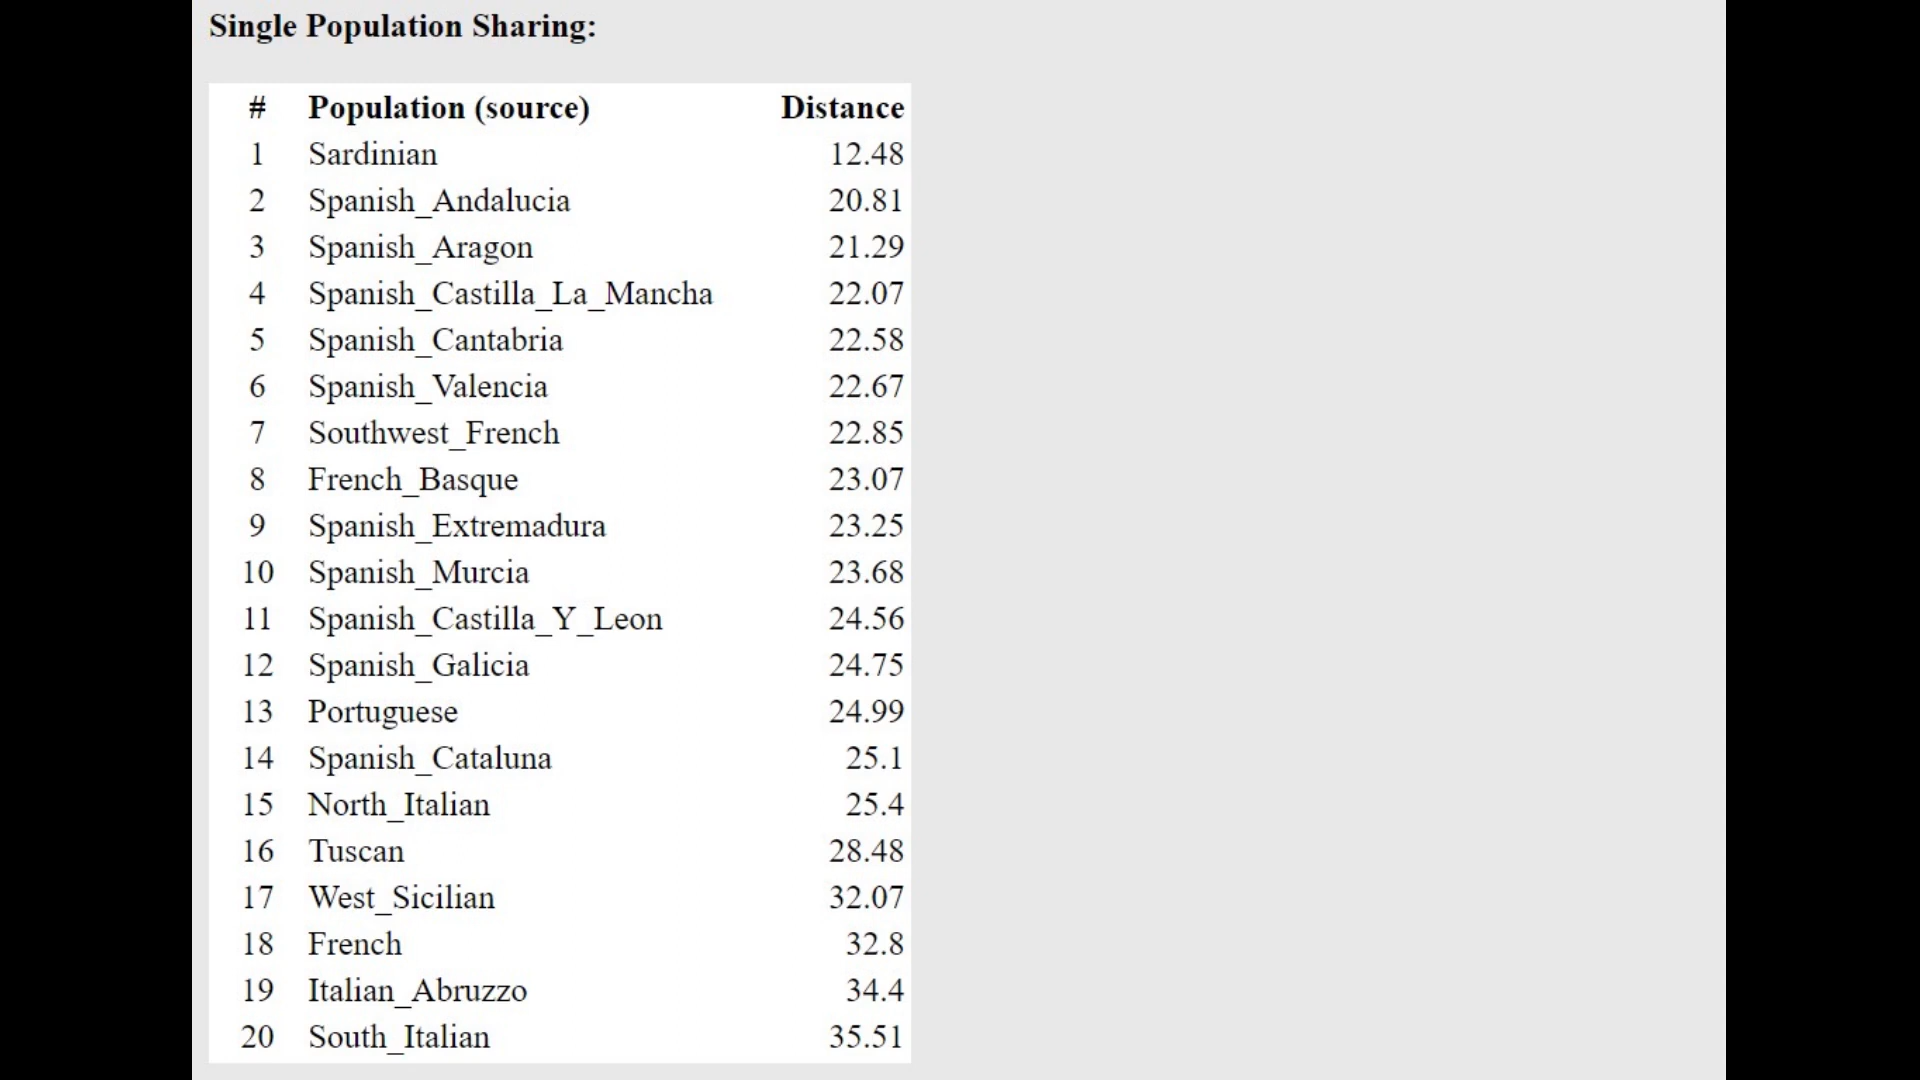 Single Population Sharing:
# Population (source) Distance
1 Sardinian 12.48
2 Spanish_Andalucia 20.81
3 Spanish_Aragon 21.29
4 Spanish_Castilla_La_Mancha 22.07
5 Spanish_Cantabria 22.58
6 Spanish_Valencia 22.67
7 Southwest_French 22.85
8 French_Basque 23.07
9 Spanish_Extremadura 23.25
10 Spanish_Murcia 23.68
11 Spanish_Castilla_Y_Leon 24.56
12 Spanish_Galicia 24.75
13 Portuguese 24.99
14 Spanish_Cataluna 25.1
15 North_Italian 25.4
16 Tuscan 28.48
17 West_Sicilian 32.07
18 French 32.8
19 Italian_Abruzzo 34.4
20 South_Italian 35.51